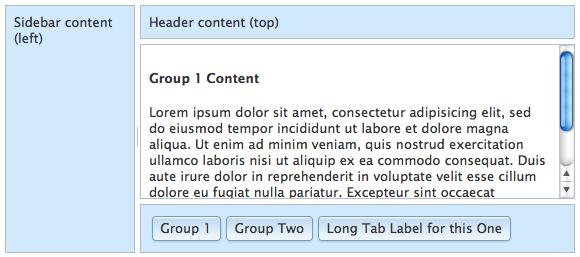 Sidebar content
(left)
Header content (top)
Group 1 Content
Lorem ipsum dolor sit amet, consectetur adipisicing elit, sed
do eiusmod tempor incididunt ut labore et dolore magna
aliqua. Ut enim ad minim veniam, quis nostrud exercitation
ullamco laboris nisi ut aliquip ex ea commodo consequat. Duis
aute irure dolor in reprehenderit in voluptate velit esse cillum
dolore eu fugiat nulla pariatur. Excepteur sint occaecat
Group 1
Group Two
Long Tab Label for this One